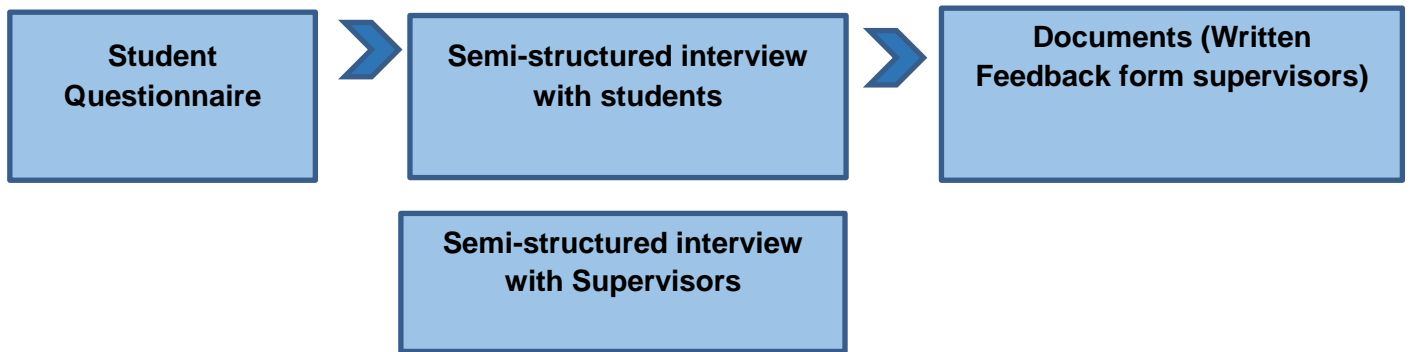 Student
Questionnaire
Semi-structured interview
with students
Documents (Written
Feedback form supervisors)
Semi-structured interview
with Supervisors